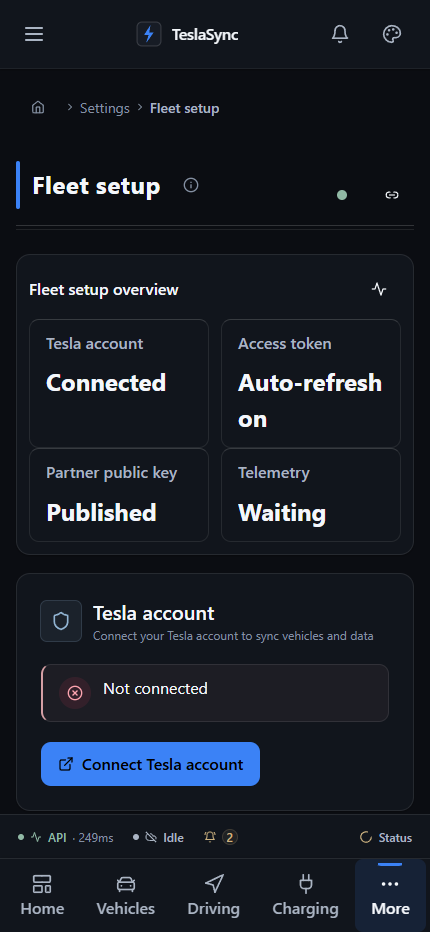 TeslaSync
Settings
Fleet setup
Fleet setup
Fleet setup overview
Tesla account
Connected
Access token
Auto-refresh
on
Partner public key
Published
Telemetry
Waiting
Tesla account
Connect your Tesla account to sync vehicles and data
Not connected
Connect Tesla account
API · 249ms
Idle
2
Status
Home
Vehicles
Driving
Charging
More